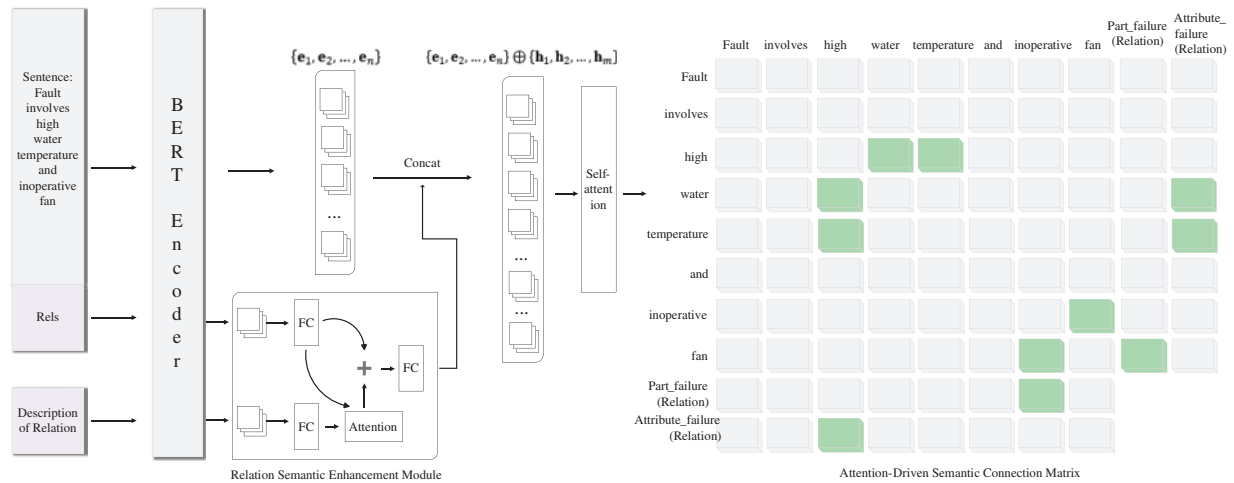 Sentence:
Fault
involves
high
water
temperature
and
inoperative
fan
Rels
Description
of Relation
B
E
R
T
E
n
c
o
d
e
r
{e₁, e₂, ..., eₙ}
{e₁, e₂, ..., eₙ} ⊕ {h₁, h₂, ..., hₘ]
...
Concat
...
...
Self-
attent
ion
FC
+
FC
FC
Attention
Relation Semantic Enhancement Module
Fault involves high water temperature and inoperative fan
Part_failure
(Relation)
Attribute_
failure
(Relation)
Fault
involves
high
water
temperature
and
inoperative
fan
Part_failure
(Relation)
Attribute_failure
(Relation)
Attention-Driven Semantic Connection Matrix